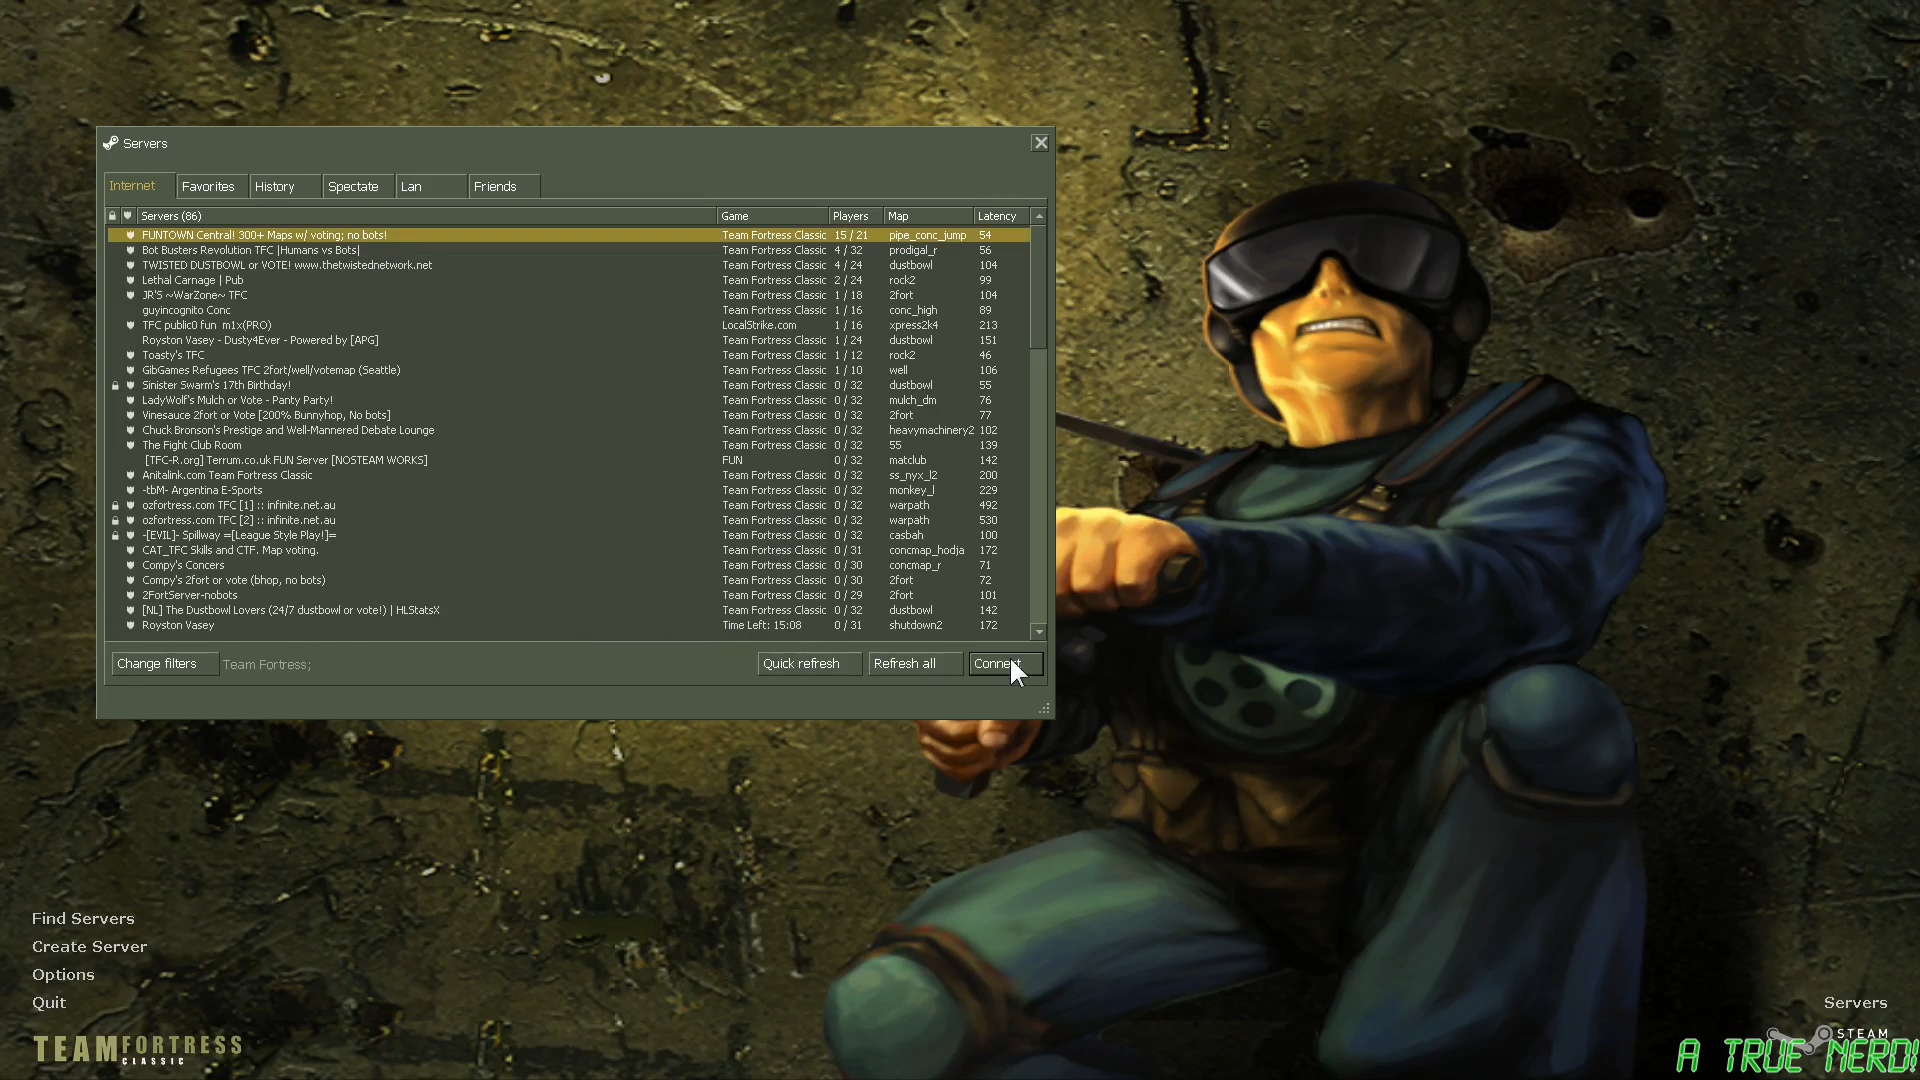 Servers
Internet Favorites History Spectate Lan Friends
Servers (86) Game Players Map Latency
FUNTOWN Central! 300+ Maps w/ voting; no bots! Team Fortress Classic 15 / 21 pipe_conc_jump 54
Bot Busters Revolution TFC |Humans vs Bots| Team Fortress Classic 4 / 32 prodigal_r 56
TWISTED DUSTBOWL or VOTE! www.thetwistednetwork.net Team Fortress Classic 4 / 24 dustbowl 104
Lethal Carnage | Pub Team Fortress Classic 2 / 24 rock2 99
JR'S ~WarZone~ TFC Team Fortress Classic 1 / 18 2fort 104
guyincognito Conc Team Fortress Classic 1 / 16 conc_high 89
TFC public0 fun m1x(PRO) LocalStrike.com 1 / 16 xpress2k4 213
Royston Vasey - Dusty4Ever - Powered by [APG] Team Fortress Classic 1 / 24 dustbowl 151
Toasty's TFC Team Fortress Classic 1 / 12 rock2 46
GibGames Refugees TFC 2fort/well/votemap (Seattle) Team Fortress Classic 1 / 10 well 106
Sinister Swarm's 17th Birthday! Team Fortress Classic 0 / 32 dustbowl 55
LadyWolf's Mulch or Vote - Panty Party! Team Fortress Classic 0 / 32 mulch_dm 76
Vinesauce 2fort or Vote [200% Bunnyhop, No bots] Team Fortress Classic 0 / 32 2fort 77
Chuck Bronson's Prestige and Well-Mannered Debate Lounge Team Fortress Classic 0 / 32 heavymachinery2 102
The Fight Club Room Team Fortress Classic 0 / 32 55 139
[TFC-R.org] Terrum.co.uk FUN Server [NOSTEAM WORKS] FUN 0 / 32 matclub 142
Anitalink.com Team Fortress Classic Team Fortress Classic 0 / 32 ss_nyx_l2 200
-tbM- Argentina E-Sports Team Fortress Classic 0 / 32 monkey_l 229
ozfortress.com TFC [1] :: infinite.net.au Team Fortress Classic 0 / 32 warpath 492
ozfortress.com TFC [2] :: infinite.net.au Team Fortress Classic 0 / 32 warpath 530
-[EVIL]- Spillway =[League Style Play!]= Team Fortress Classic 0 / 32 casbah 100
CAT_TFC Skills and CTF. Map voting. Team Fortress Classic 0 / 31 concmap_hodja 172
Compy's Concers Team Fortress Classic 0 / 30 concmap_r 71
Compy's 2fort or vote (bhop, no bots) Team Fortress Classic 0 / 30 2fort 72
2FortServer-nobots Team Fortress Classic 0 / 29 2fort 101
[NL] The Dustbowl Lovers (24/7 dustbowl or vote!) | HLStatsX Team Fortress Classic 0 / 32 dustbowl 142
Royston Vasey Time Left: 15:08 0 / 31 shutdown2 172
Change filters Team Fortress; Quick refresh Refresh all Connect
Find Servers
Create Server
Options
Quit
Servers
TEAM FORTRESS
CLASSIC
STEAM
A TRUE NERD!